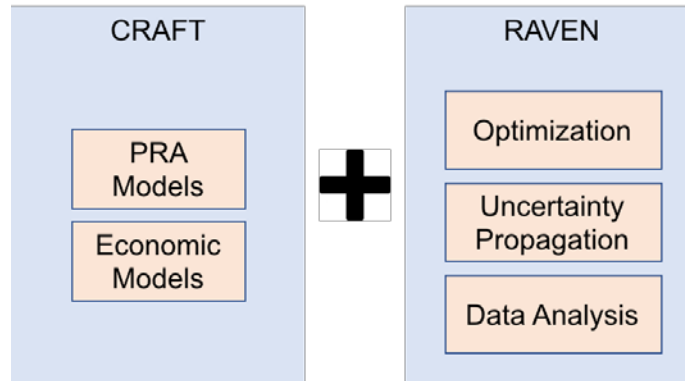 CRAFT
PRA
Models
Economic
Models
RAVEN
Optimization
Uncertainty
Propagation
Data Analysis